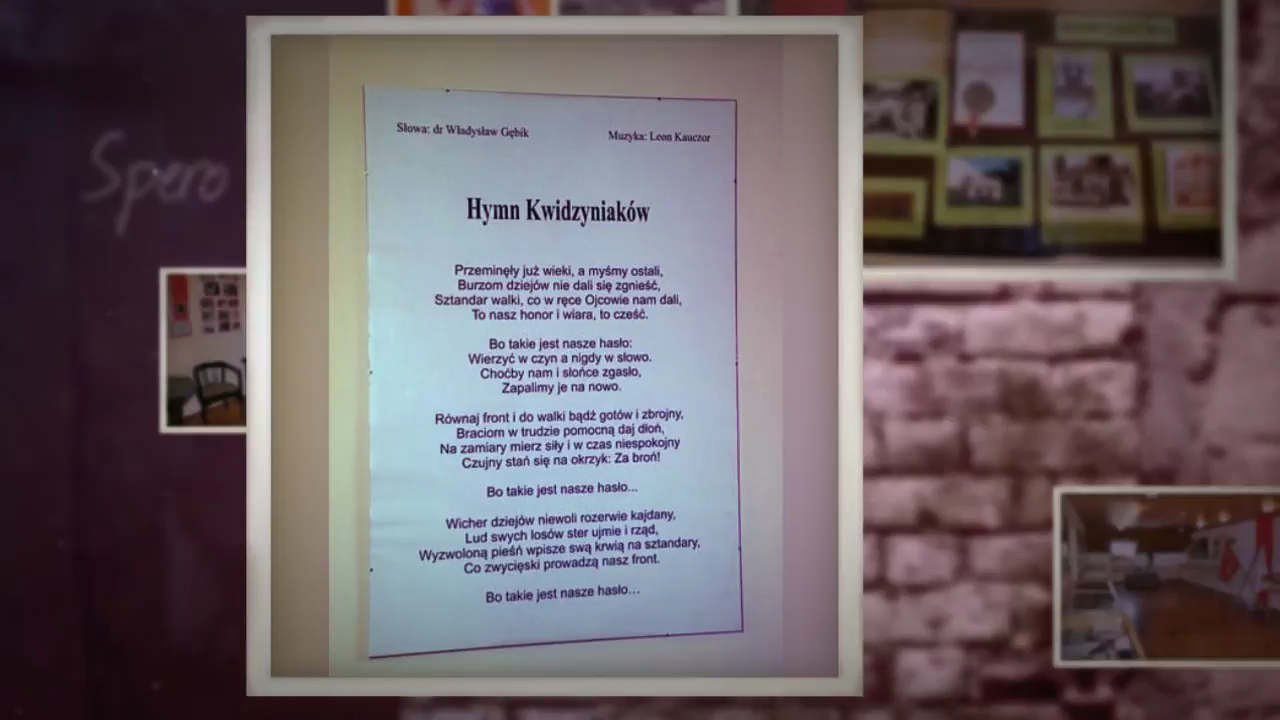 Spero
Słowa: dr Władysław Gębik
Muzyka: Leon Kauczor
Hymn Kwidzyniaków
Przeminęły już wieki, a myśmy ostali,
Burzom dziejów nie dali się zgnieść,
Sztandar walki, co w ręce Ojcowie nam dali,
To nasz honor i wiara, to cześć.
Bo takie jest nasze hasło:
Wierzyć w czyn a nigdy w słowo.
Choćby nam i słońce zgasło,
Zapalimy je na nowo.
Równaj front i do walki bądź gotów i zbrojny,
Braciom w trudzie pomocną daj dłoń,
Na zamiary mierz siły i w czas niespokojny
Czujny stań się na okrzyk: Za broń!
Bo takie jest nasze hasło...
Wicher dziejów niewoli rozerwie kajdany,
Lud swych losów ster ujmie i rząd,
Wyzwoloną pieśń wpisze swą krwią na sztandary,
Co zwycięski prowadzą nasz front.
Bo takie jest nasze hasło...